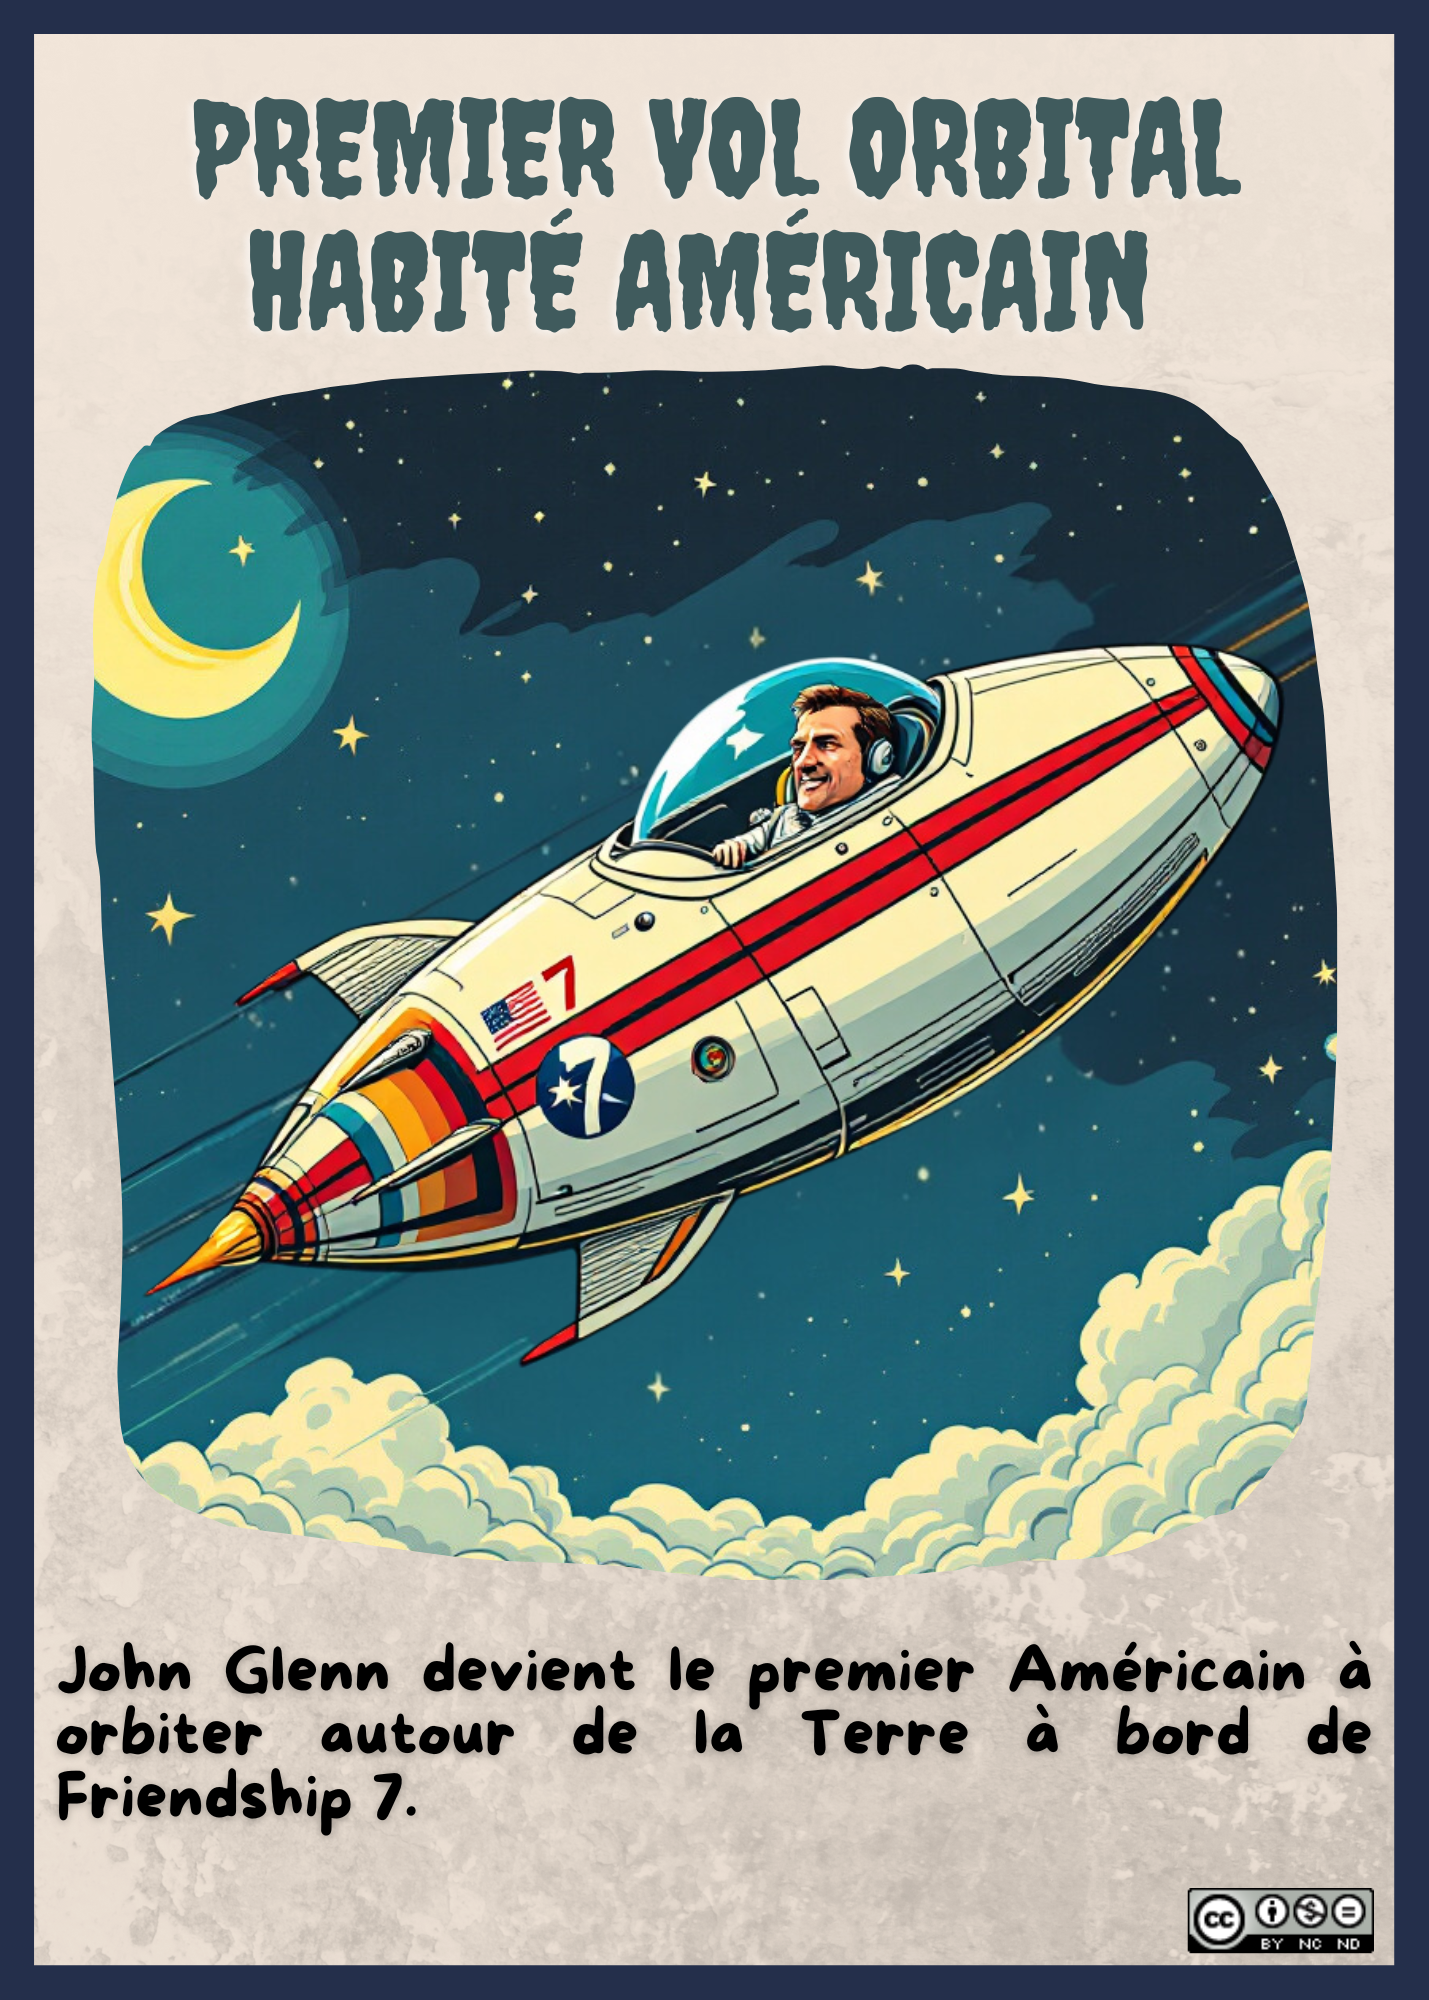 PREMIER VOL ORBITAL
HABITÉ AMÉRICAIN
7
7
John Glenn devient le premier Américain à
orbiter autour de la Terre à bord de
Friendship 7.
cc
BY NC ND